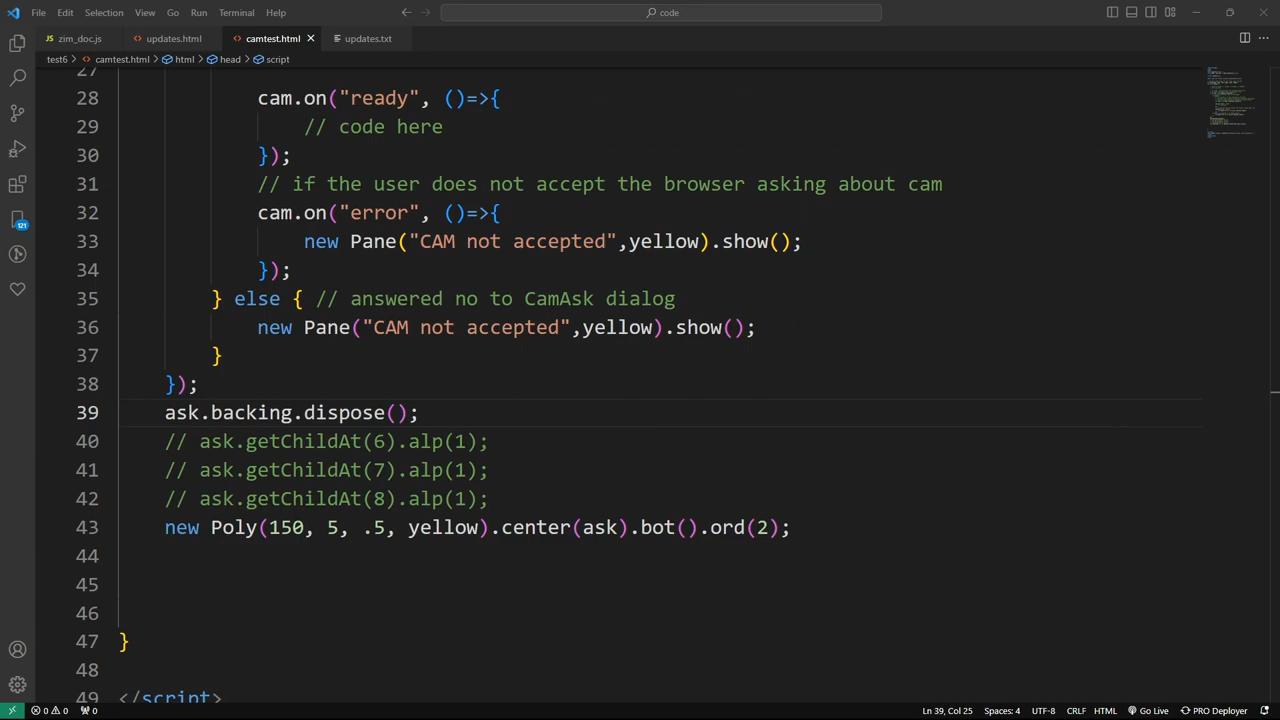 File Edit Selection View Go Run Terminal Help
code
zim_doc.js updates.html camtest.html updates.txt
test6 > camtest.html > html > head > script
27
28 cam.on("ready", ()=>{
29 // code here
30 });
31 // if the user does not accept the browser asking about cam
32 cam.on("error", ()=>{
33 new Pane("CAM not accepted",yellow).show();
34 });
35 } else { // answered no to CamAsk dialog
36 new Pane("CAM not accepted",yellow).show();
37 }
38 });
39 ask.backing.dispose();
40 // ask.getChildAt(6).alp(1);
41 // ask.getChildAt(7).alp(1);
42 // ask.getChildAt(8).alp(1);
43 new Poly(150, 5, .5, yellow).center(ask).bot().ord(2);
44
45
46
47 }
48
49 </script>
121
0 0 0 Ln 39, Col 25 Spaces: 4 UTF-8 CRLF HTML Go Live PRO Deployer